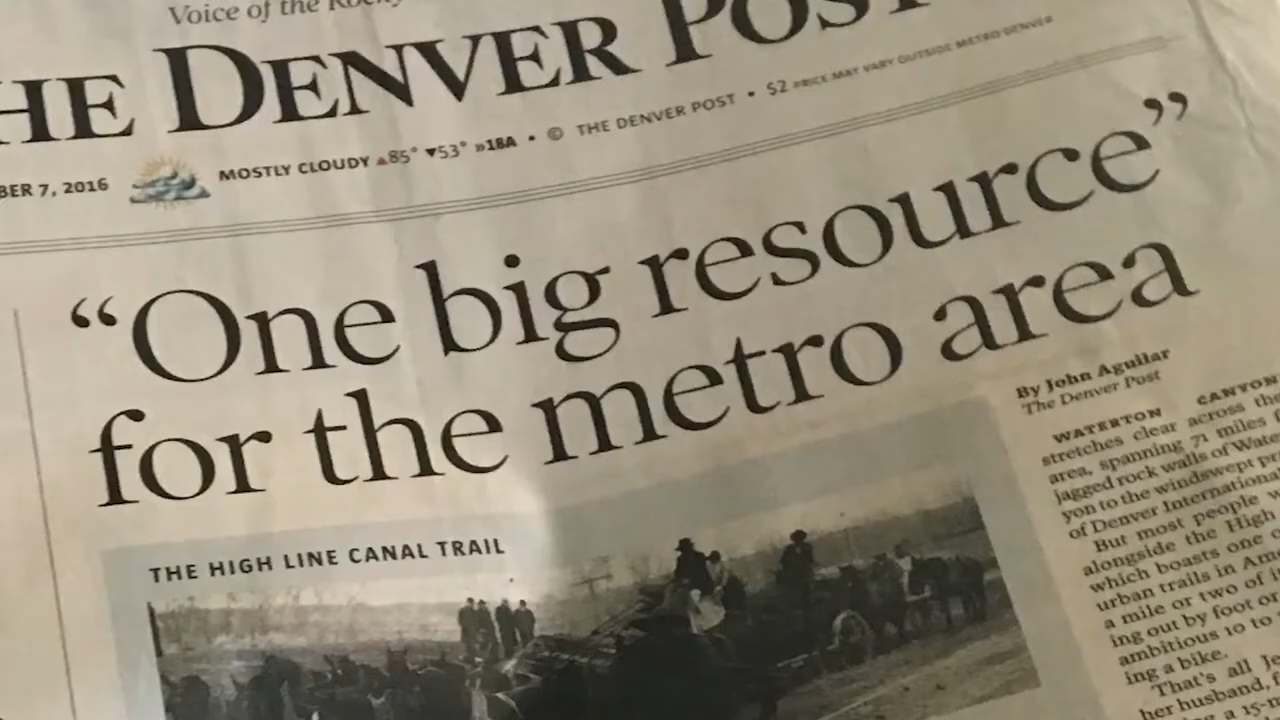 Voice of the Rocky
HE DENVER POST
BER 7, 2016 MOSTLY CLOUDY ▲85° ▼53° »18A • © THE DENVER POST • $2 PRICE MAY VARY OUTSIDE METRO DENVER
“One big resource”
for the metro area
THE HIGH LINE CANAL TRAIL
By John Aguilar
The Denver Post
WATERTON CANYON
stretches clear across the
area, spanning 71 miles
jagged rock walls of Wate
yon to the windswept pr
of Denver International
But most people w
alongside the High
which boasts one o
urban trails in Ame
a mile or two of it
ing out by foot or
ambitious 10 to
ing a bike.
That's all Je
her husband, f
a 15-m